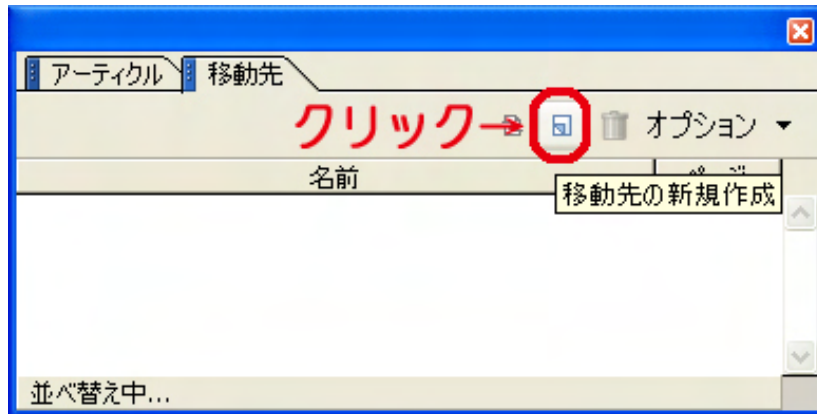 アーティクル 移動先
クリック→ オプション
名前
移動先の新規作成
並べ替え中...